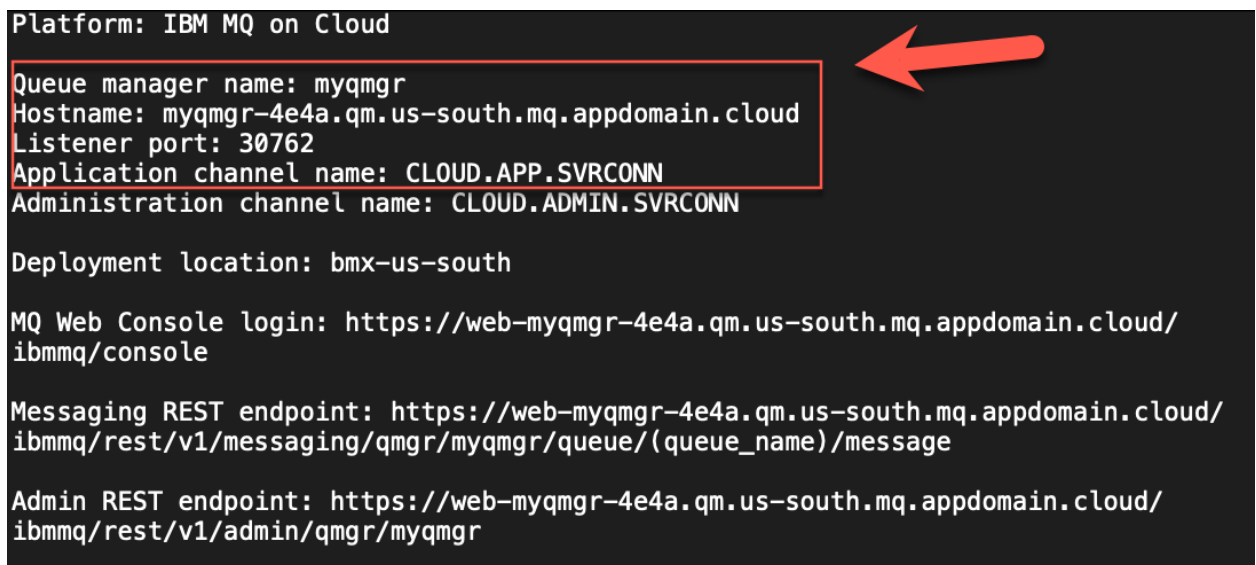 Platform: IBM MQ on Cloud
Queue manager name: myqmgr
Hostname: myqmgr-4e4a.qm.us-south.mq.appdomain.cloud
Listener port: 30762
Application channel name: CLOUD.APP.SVRCONN
Administration channel name: CLOUD.ADMIN.SVRCONN
Deployment location: bmx-us-south
MQ Web Console login: https://web-myqmgr-4e4a.qm.us-south.mq.appdomain.cloud/
ibmmq/console
Messaging REST endpoint: https://web-myqmgr-4e4a.qm.us-south.mq.appdomain.cloud/
ibmmq/rest/v1/messaging/qmgr/myqmgr/queue/(queue_name)/message
Admin REST endpoint: https://web-myqmgr-4e4a.qm.us-south.mq.appdomain.cloud/
ibmmq/rest/v1/admin/qmgr/myqmgr